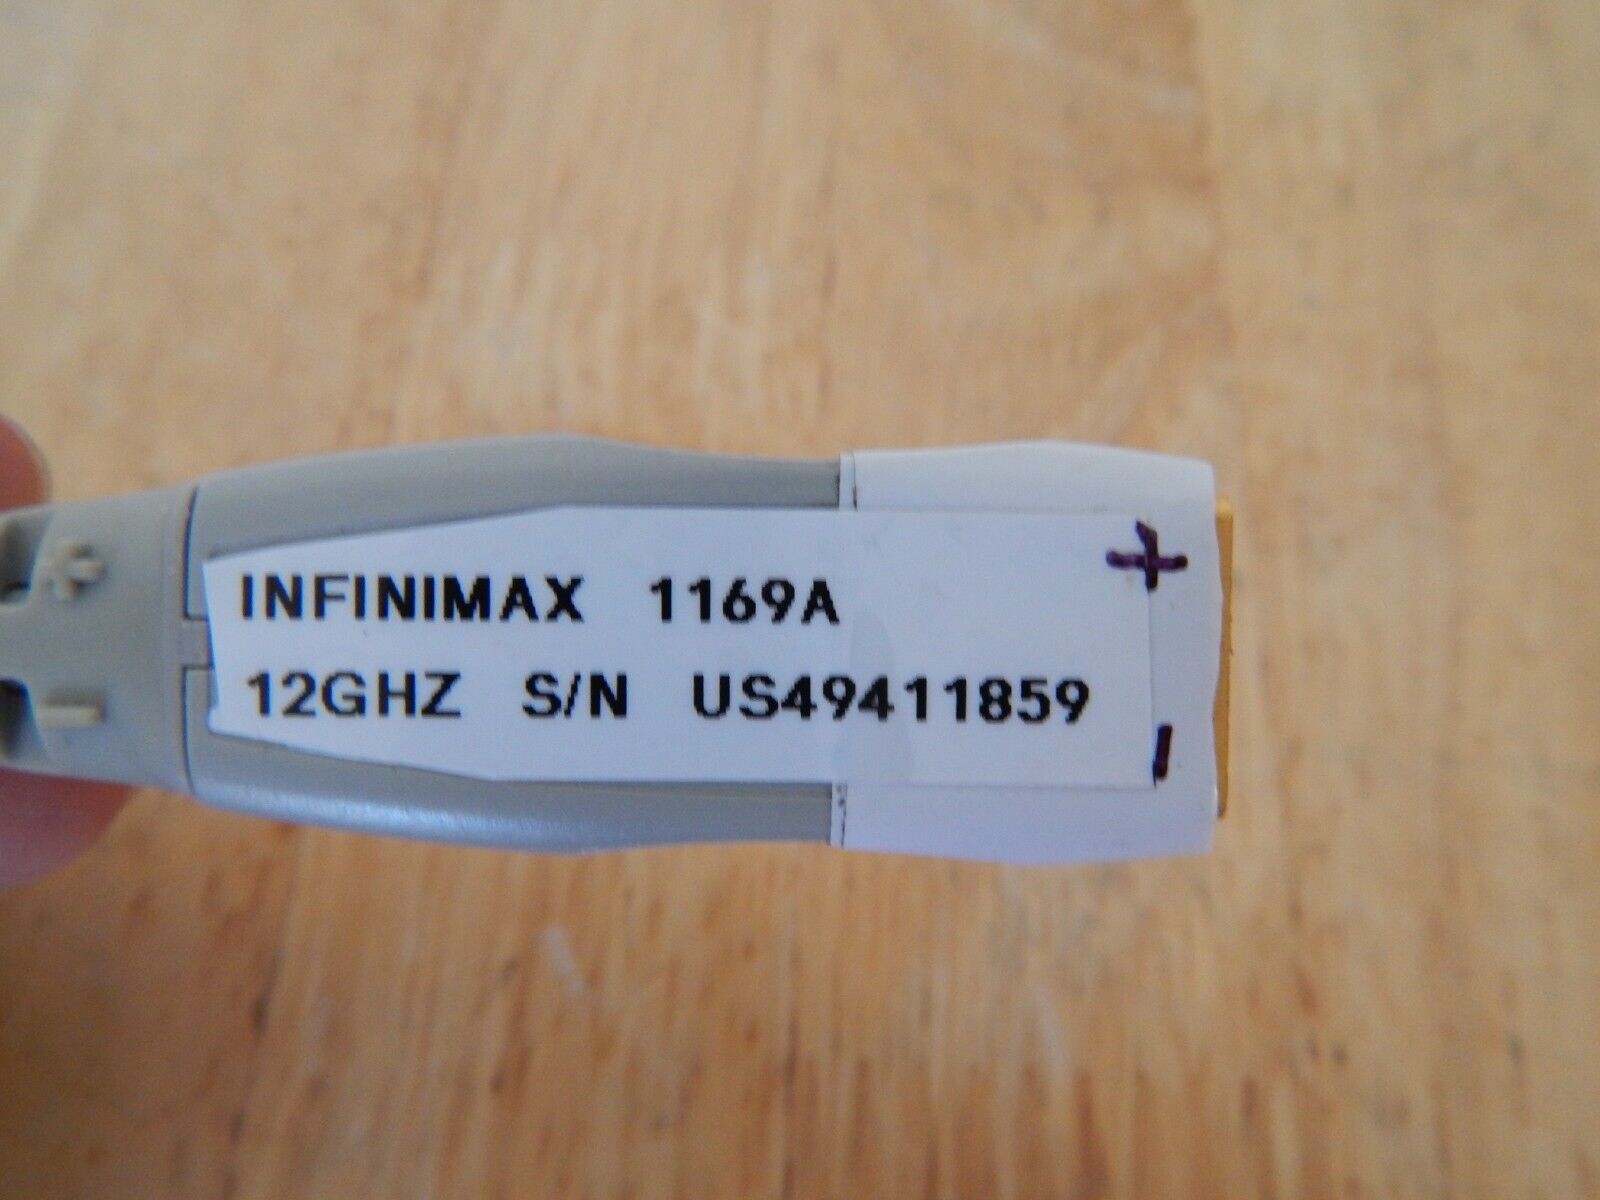 INFINIMAX 1169A
12GHZ S/N US49411859
+
-
+
-